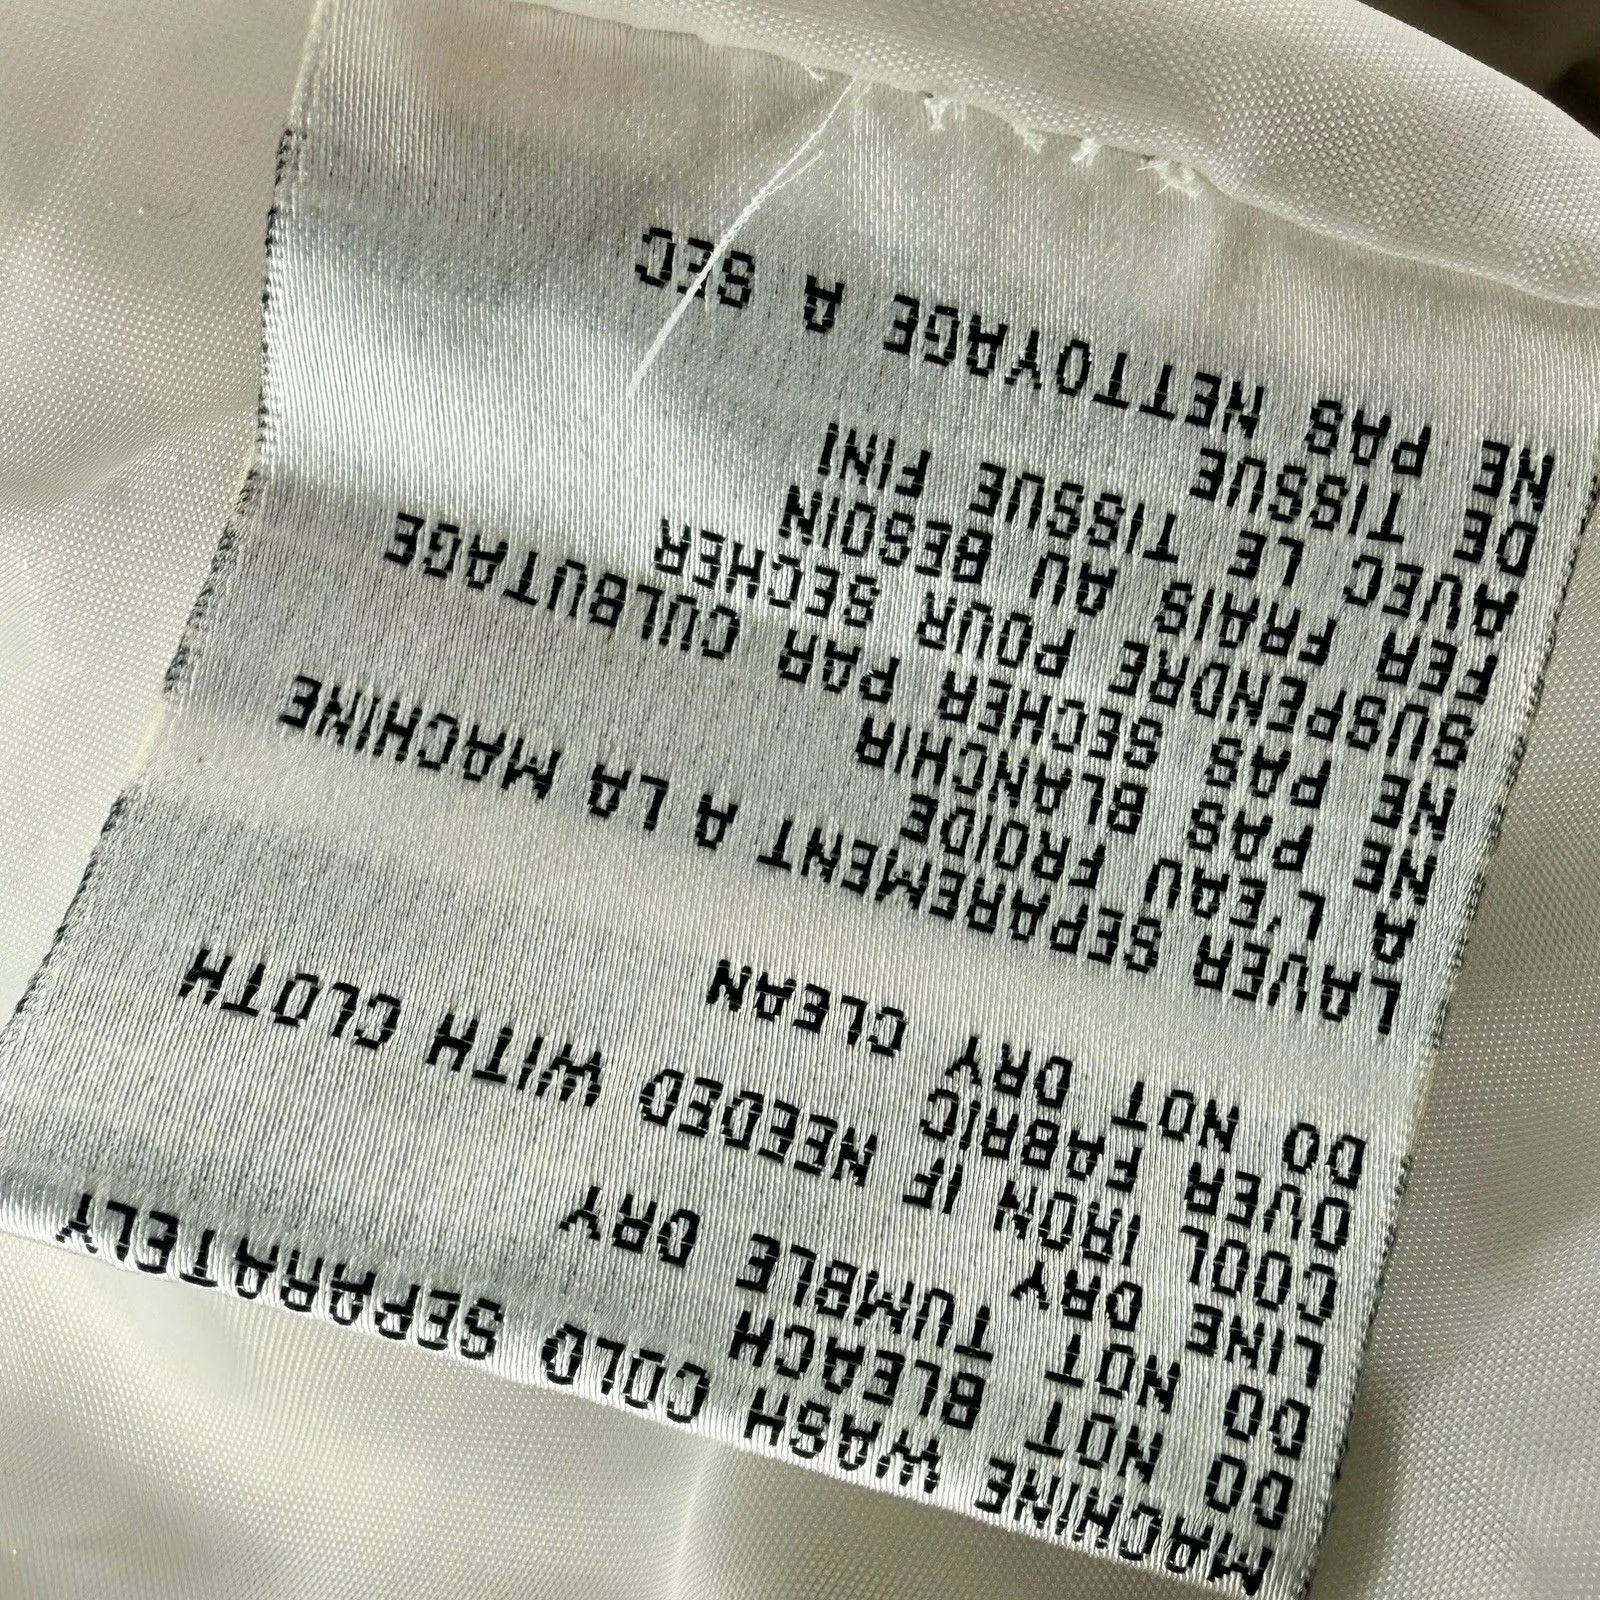 MACHINE WASH COLD SEPARATELY
DO NOT BLEACH
DO NOT TUMBLE DRY
LINE DRY
COOL IRON IF NEEDED WITH CLOTH
OVER FABRIC
DO NOT DRY CLEAN
LAVER SEPAREMENT A LA MACHINE
A L'EAU FROIDE
NE PAS BLANCHIR
NE PAS SECHER PAR CULBUTAGE
SUSPENDRE POUR SECHER
FER FRAIS AU BESOIN
AVEC LE TISSUE FINI
DE TISSUE
NE PAS NETTOYAGE A SEC